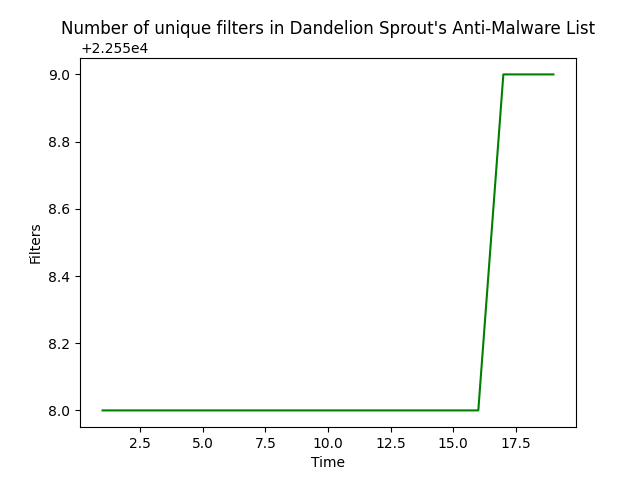 Number of unique filters in Dandelion Sprout's Anti-Malware List
+2.255e4
9.0
8.8
8.6
8.4
8.2
8.0
Filters
2.5 5.0 7.5 10.0 12.5 15.0 17.5
Time